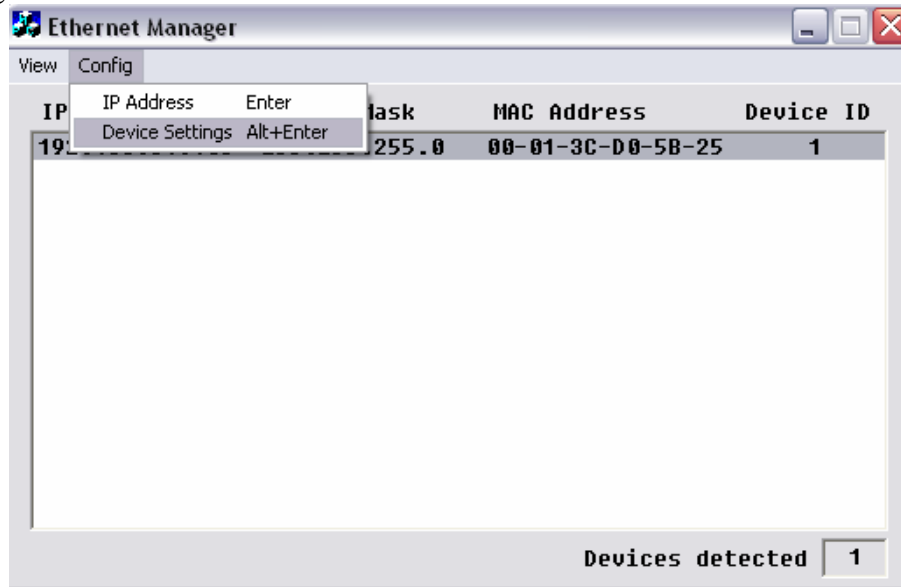 Ethernet Manager
View Config
IP Address Enter
Device Settings Alt+Enter
IP Mask MAC Address Device ID
255.0 00-01-3C-D0-5B-25 1
Devices detected 1